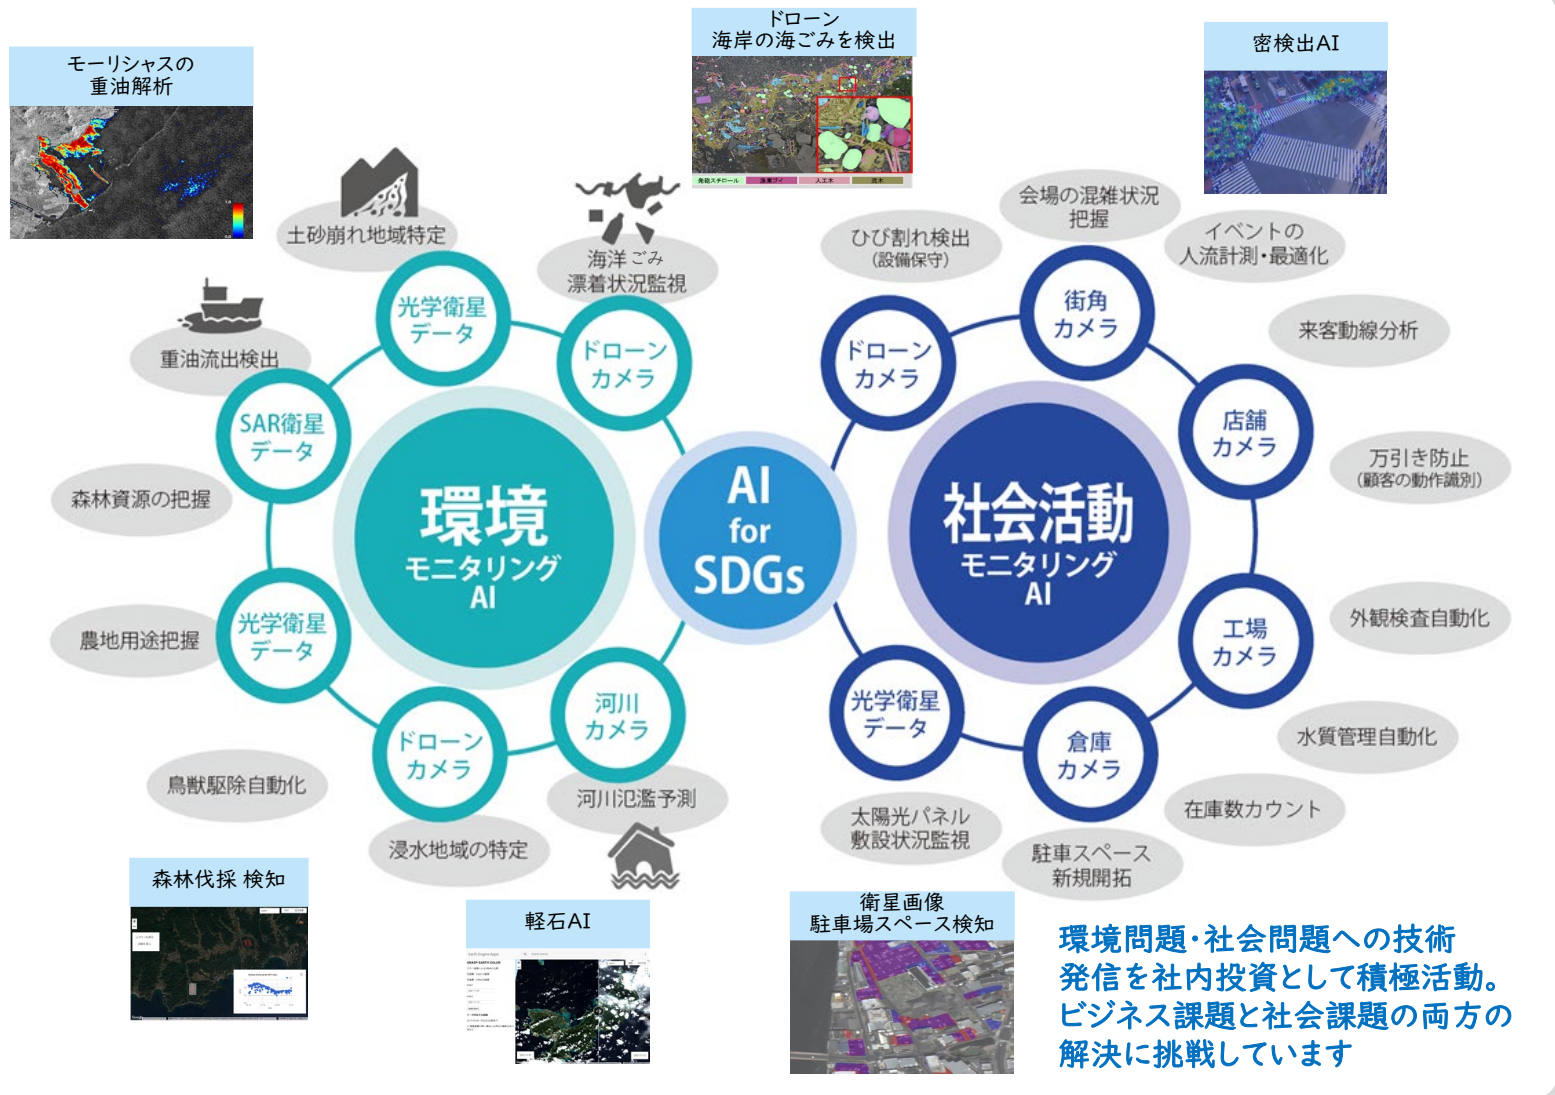 モーリシャスの
重油解析
ドローン
海岸の海ごみを検出
発砲スチロール
漁業ブイ
人工木
流木
密検出AI
土砂崩れ地域特定
海洋ごみ
漂着状況監視
重油流出検出
森林資源の把握
農地用途把握
鳥獣駆除自動化
浸水地域の特定
河川氾濫予測
光学衛星
データ
ドローン
カメラ
SAR衛星
データ
光学衛星
データ
ドローン
カメラ
河川
カメラ
環境
モニタリング
AI
AI
for
SDGs
ひび割れ検出
(設備保守)
会場の混雑状況
把握
イベントの
人流計測・最適化
来客動線分析
万引き防止
(顧客の動作識別)
外観検査自動化
水質管理自動化
在庫数カウント
駐車スペース
新規開拓
太陽光パネル
敷設状況監視
ドローン
カメラ
街角
カメラ
店舗
カメラ
工場
カメラ
倉庫
カメラ
光学衛星
データ
社会活動
モニタリング
AI
森林伐採 検知
軽石AI
衛星画像
駐車場スペース検知
環境問題・社会問題への技術
発信を社内投資として積極活動。
ビジネス課題と社会課題の両方の
解決に挑戦しています